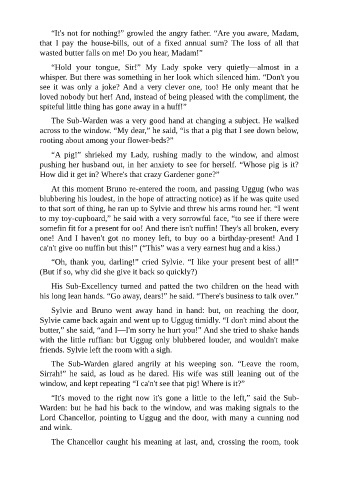 “It's not for nothing!” growled the angry father. “Are you aware, Madam,
that I pay the house-bills, out of a fixed annual sum? The loss of all that
wasted butter falls on me! Do you hear, Madam!”
“Hold your tongue, Sir!” My Lady spoke very quietly—almost in a
whisper. But there was something in her look which silenced him. “Don't you
see it was only a joke? And a very clever one, too! He only meant that he
loved nobody but her! And, instead of being pleased with the compliment, the
spiteful little thing has gone away in a huff!”
The Sub-Warden was a very good hand at changing a subject. He walked
across to the window. “My dear,” he said, “is that a pig that I see down below,
rooting about among your flower-beds?”
“A pig!” shrieked my Lady, rushing madly to the window, and almost
pushing her husband out, in her anxiety to see for herself. “Whose pig is it?
How did it get in? Where's that crazy Gardener gone?”
At this moment Bruno re-entered the room, and passing Uggug (who was
blubbering his loudest, in the hope of attracting notice) as if he was quite used
to that sort of thing, he ran up to Sylvie and threw his arms round her. “I went
to my toy-cupboard,” he said with a very sorrowful face, “to see if there were
somefin fit for a present for oo! And there isn't nuffin! They's all broken, every
one! And I haven't got no money left, to buy oo a birthday-present! And I
ca'n't give oo nuffin but this!” (“This” was a very earnest hug and a kiss.)
“Oh, thank you, darling!” cried Sylvie. “I like your present best of all!”
(But if so, why did she give it back so quickly?)
His Sub-Excellency turned and patted the two children on the head with
his long lean hands. “Go away, dears!” he said. “There's business to talk over.”
Sylvie and Bruno went away hand in hand: but, on reaching the door,
Sylvie came back again and went up to Uggug timidly. “I don't mind about the
butter,” she said, “and I—I'm sorry he hurt you!” And she tried to shake hands
with the little ruffian: but Uggug only blubbered louder, and wouldn't make
friends. Sylvie left the room with a sigh.
The Sub-Warden glared angrily at his weeping son. “Leave the room,
Sirrah!” he said, as loud as he dared. His wife was still leaning out of the
window, and kept repeating “I ca'n't see that pig! Where is it?”
“It's moved to the right now it's gone a little to the left,” said the Sub-
Warden: but he had his back to the window, and was making signals to the
Lord Chancellor, pointing to Uggug and the door, with many a cunning nod
and wink.
The Chancellor caught his meaning at last, and, crossing the room, took